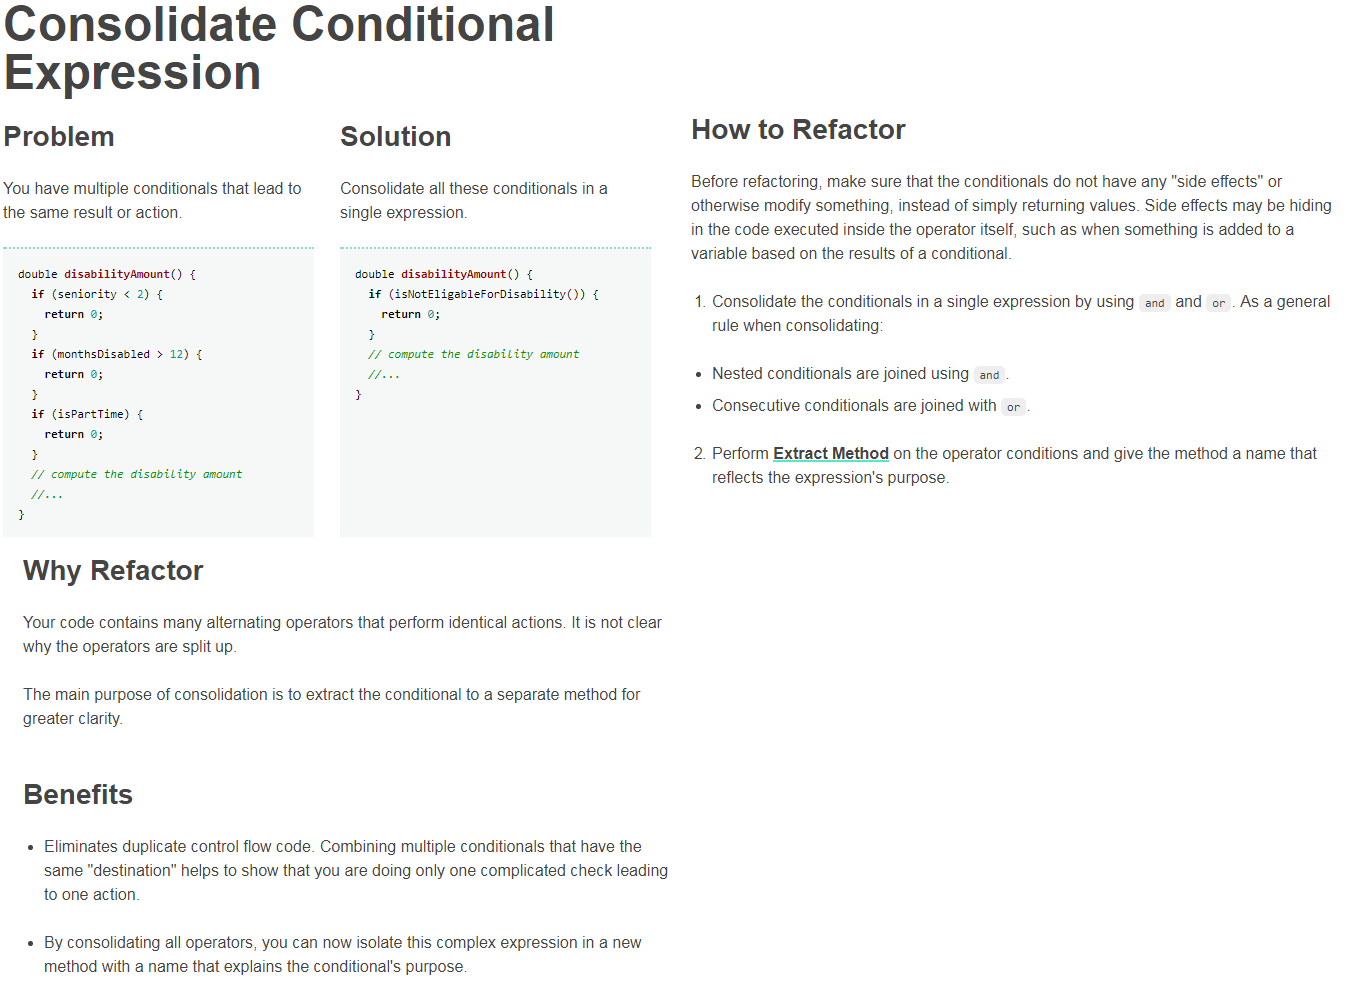 Consolidate Conditional
Expression
Problem
You have multiple conditionals that lead to
the same result or action.
double disabilityAmount() {
  if (seniority < 2) {
    return 0;
  }
  if (monthsDisabled > 12) {
    return 0;
  }
  if (isPartTime) {
    return 0;
  }
  // compute the disability amount
  //...
}
Solution
Consolidate all these conditionals in a
single expression.
double disabilityAmount() {
  if (isNotEligableForDisability()) {
    return 0;
  }
  // compute the disability amount
  //...
}
Why Refactor
Your code contains many alternating operators that perform identical actions. It is not clear
why the operators are split up.
The main purpose of consolidation is to extract the conditional to a separate method for
greater clarity.
Benefits
• Eliminates duplicate control flow code. Combining multiple conditionals that have the
same "destination" helps to show that you are doing only one complicated check leading
to one action.
• By consolidating all operators, you can now isolate this complex expression in a new
method with a name that explains the conditional's purpose.
How to Refactor
Before refactoring, make sure that the conditionals do not have any "side effects" or
otherwise modify something, instead of simply returning values. Side effects may be hiding
in the code executed inside the operator itself, such as when something is added to a
variable based on the results of a conditional.
1. Consolidate the conditionals in a single expression by using and and or. As a general
rule when consolidating:
• Nested conditionals are joined using and.
• Consecutive conditionals are joined with or.
2. Perform Extract Method on the operator conditions and give the method a name that
reflects the expression's purpose.